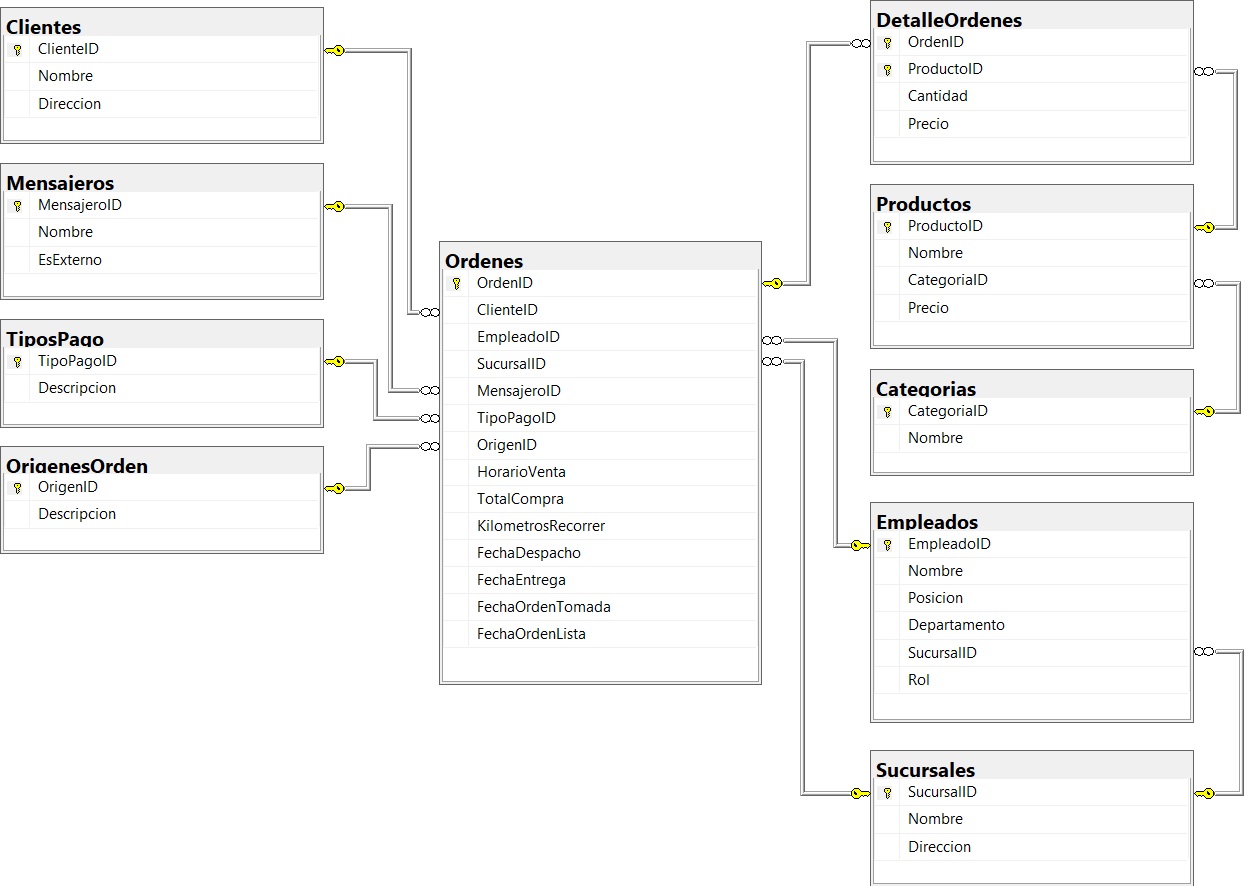 Clientes
ClienteID
Nombre
Direccion
Mensajeros
MensajeroID
Nombre
EsExterno
TiposPago
TipoPagoID
Descripcion
OrigenesOrden
OrigenID
Descripcion
Ordenes
OrdenID
ClienteID
EmpleadoID
SucursalID
MensajeroID
TipoPagoID
OrigenID
HorarioVenta
TotalCompra
KilometrosRecorrer
FechaDespacho
FechaEntrega
FechaOrdenTomada
FechaOrdenLista
DetalleOrdenes
OrdenID
ProductoID
Cantidad
Precio
Productos
ProductoID
Nombre
CategoriaID
Precio
Categorias
CategoriaID
Nombre
Empleados
EmpleadoID
Nombre
Posicion
Departamento
SucursalID
Rol
Sucursales
SucursalID
Nombre
Direccion